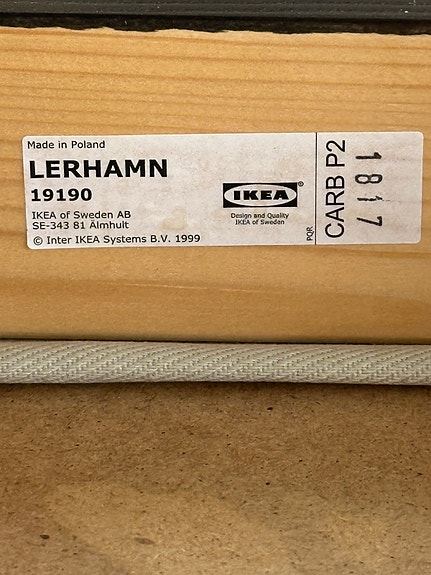 Made in Poland
LERHAMN
19190
IKEA of Sweden AB
SE-343 81 Älmhult
© Inter IKEA Systems B.V. 1999
IKEA®
Design and Quality
IKEA of Sweden
PQR
CARB P2
1817